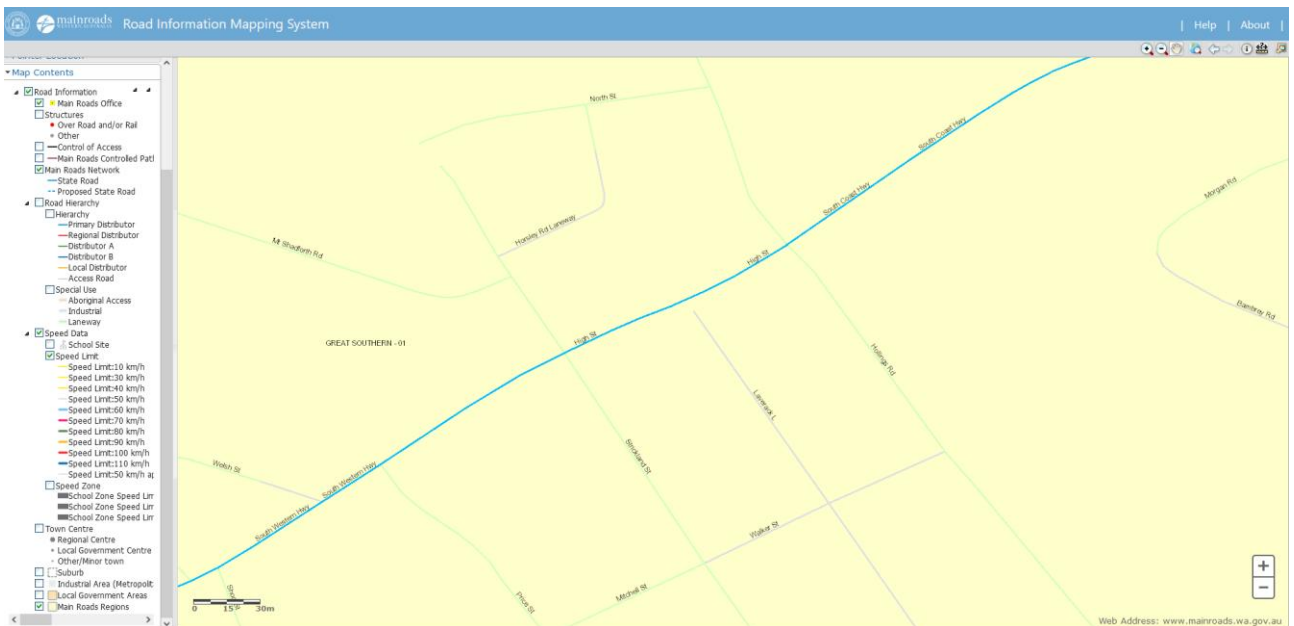 mainroads Road Information Mapping System | Help | About |
Map Contents
Road Information
Main Roads Office
Structures
Over Road and/or Rail
Other
Control of Access
Main Roads Controlled Patl
Main Roads Network
State Road
Proposed State Road
Road Hierarchy
Hierarchy
Primary Distributor
Regional Distributor
Distributor A
Distributor B
Local Distributor
Access Road
Special Use
Aboriginal Access
Industrial
Laneway
Speed Data
School Site
Speed Limit
Speed Limit:10 km/h
Speed Limit:30 km/h
Speed Limit:40 km/h
Speed Limit:50 km/h
Speed Limit:60 km/h
Speed Limit:70 km/h
Speed Limit:80 km/h
Speed Limit:90 km/h
Speed Limit:100 km/h
Speed Limit:110 km/h
Speed Limit:50 km/h ap
Speed Zone
School Zone Speed Lim
School Zone Speed Lim
School Zone Speed Lim
Town Centre
Regional Centre
Local Government Centre
Other/Minor town
Suburb
Industrial Area (Metropolit
Local Government Areas
Main Roads Regions
North St
South Coast Hwy
South Coast Hwy
Morgan Rd
Horsley Rd Laneway
Mt Shadforth Rd
High St
Bambrey Rd
GREAT SOUTHERN - 01
High St
Hollings Rd
Laverack L
Strickland St
Welsh St
South Western Hwy
South Western Hwy
Walker St
Mitchell St
Price St
0 15 30m
+
−
Web Address: www.mainroads.wa.gov.au